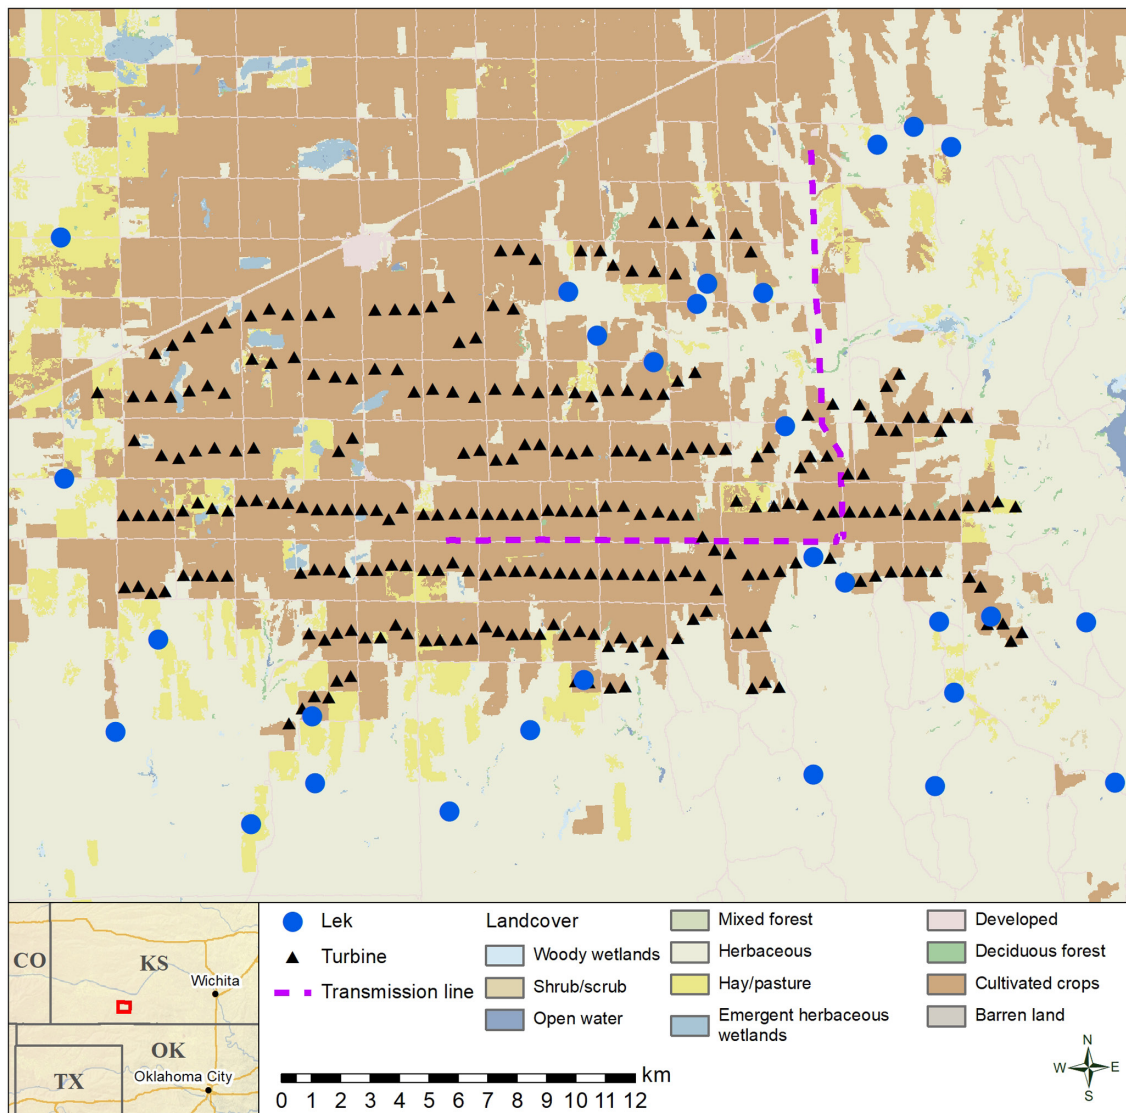 CO
KS
Wichita
OK
TX
Oklahoma City
Lek
Turbine
Transmission line
Landcover
Woody wetlands
Shrub/scrub
Open water
Mixed forest
Herbaceous
Hay/pasture
Emergent herbaceous
wetlands
Developed
Deciduous forest
Cultivated crops
Barren land
km
0 1 2 3 4 5 6 7 8 9 10 11 12
N
W E
S